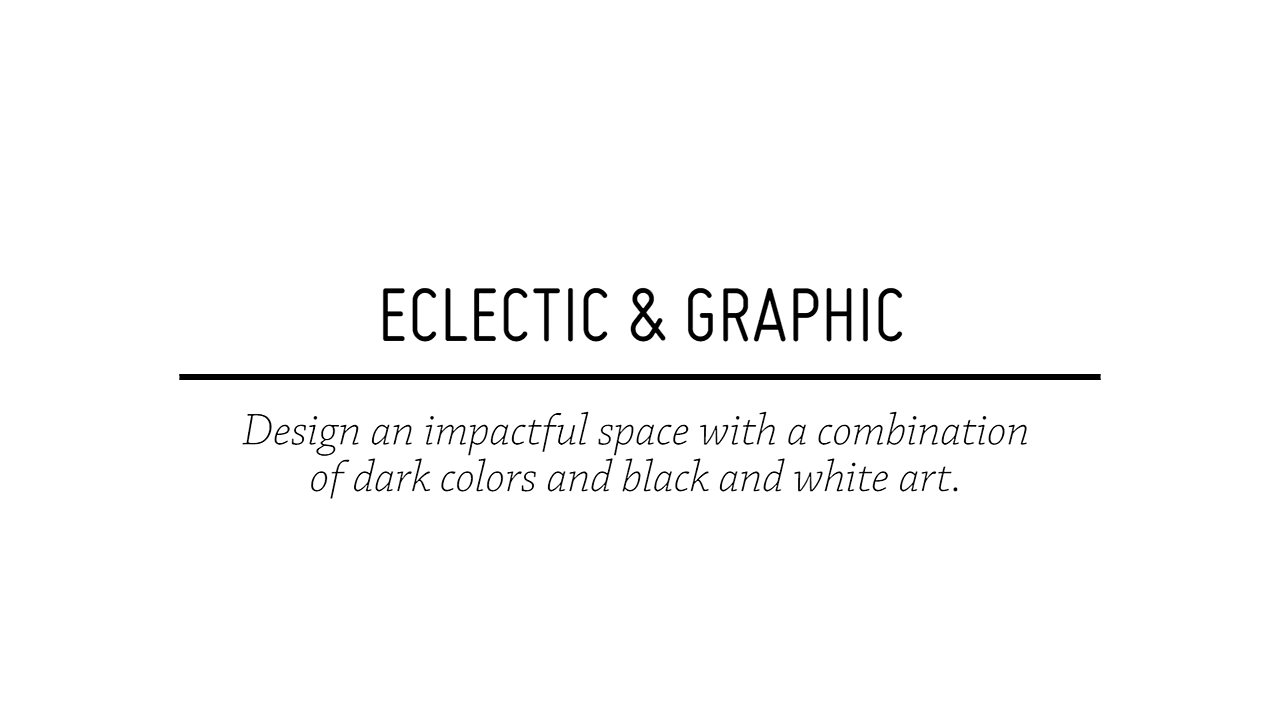 ECLECTIC & GRAPHIC
Design an impactful space with a combination
of dark colors and black and white art.